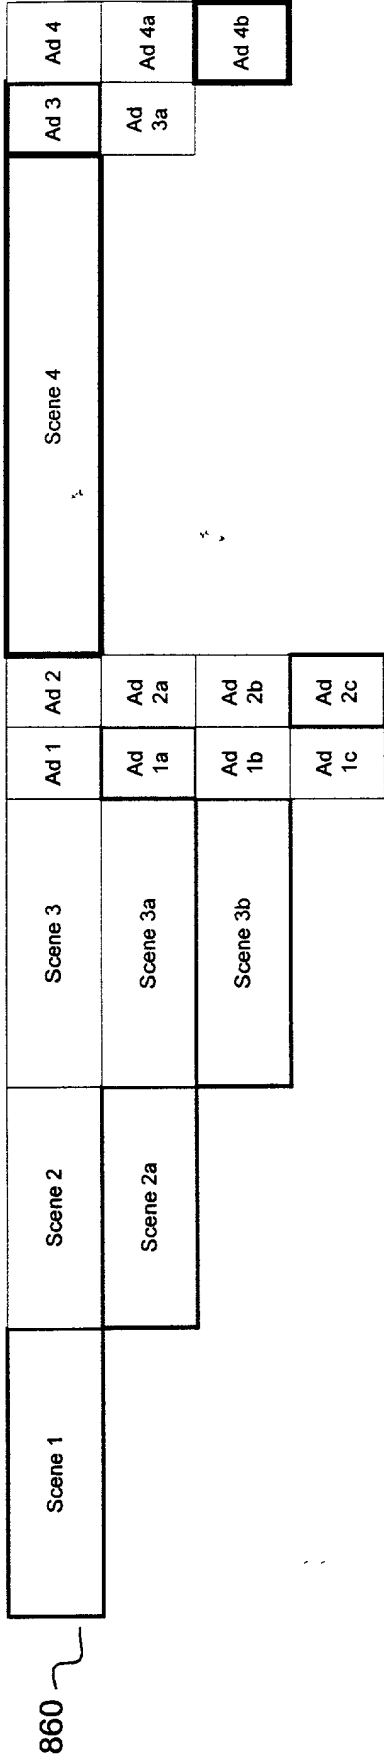 860
Scene 1
Scene 2
Scene 3
Ad 1
Ad 2
Scene 4
Ad 3
Ad 4
Scene 2a
Scene 3a
Ad
1a
Ad
2a
Ad
3a
Ad 4a
Scene 3b
Ad
1b
Ad
2b
Ad 4b
Ad
1c
Ad
2c